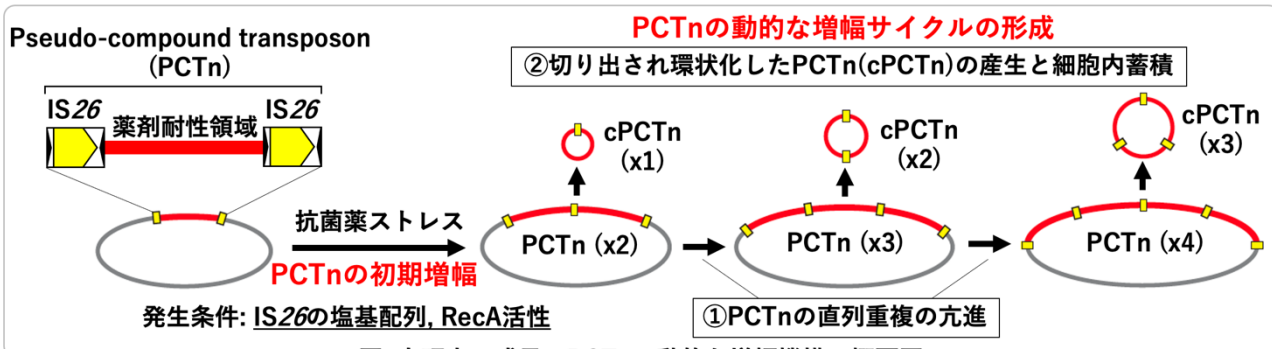 PCTnの動的な増幅サイクルの形成
Pseudo-compound transposon
(PCTn)
②切り出され環状化したPCTn(cPCTn)の産生と細胞内蓄積
IS26
薬剤耐性領域
IS26
cPCTn
(x1)
cPCTn
(x2)
cPCTn
(x3)
抗菌薬ストレス
PCTnの初期増幅
PCTn (x2)
PCTn (x3)
PCTn (x4)
発生条件: IS26の塩基配列, RecA活性
①PCTnの直列重複の亢進